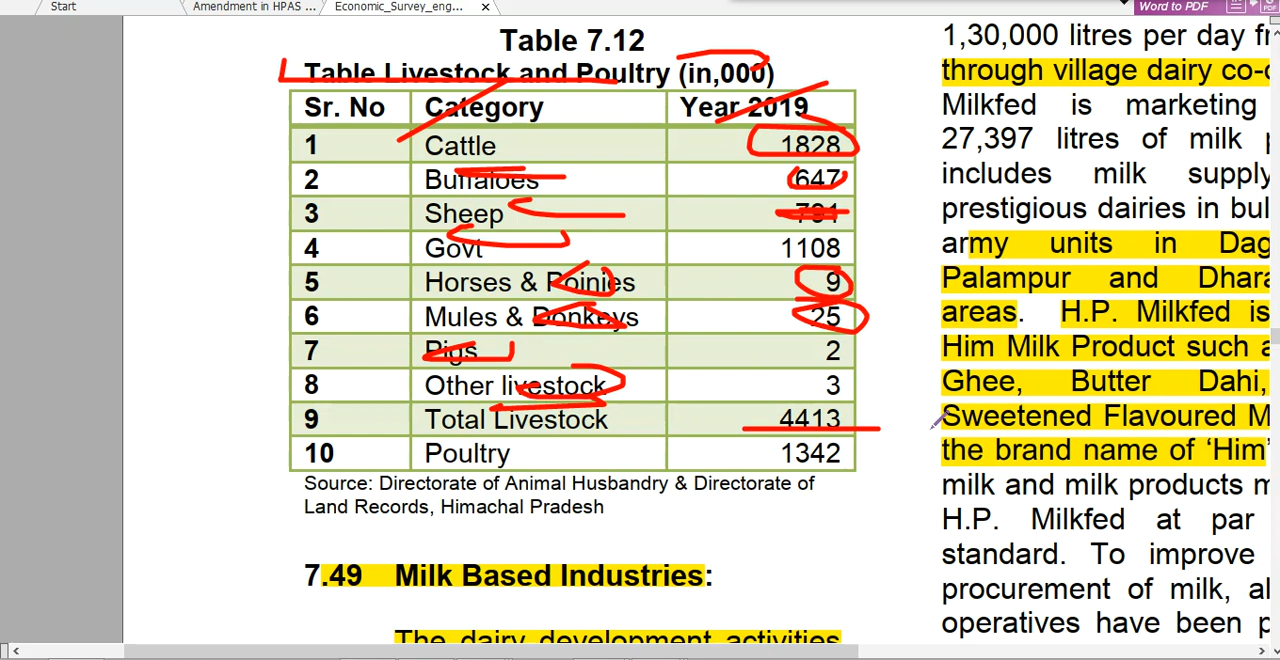 Start
Amendment in HPAS ...
Economic_Survey_eng...
Word to PDF
Table 7.12
Table Livestock and Poultry (in,000)
Sr. No Category Year 2019
1 Cattle 1828
2 Buffaloes 647
3 Sheep 791
4 Govt 1108
5 Horses & Poinies 9
6 Mules & Donkeys 25
7 Pigs 2
8 Other livestock 3
9 Total Livestock 4413
10 Poultry 1342
Source: Directorate of Animal Husbandry & Directorate of
Land Records, Himachal Pradesh
7.49 Milk Based Industries:
The dairy development activities
1,30,000 litres per day f
through village dairy co-
Milkfed is marketing
27,397 litres of milk
includes milk supply
prestigious dairies in bul
army units in Dag
Palampur and Dhara
areas. H.P. Milkfed is
Him Milk Product such a
Ghee, Butter Dahi,
Sweetened Flavoured M
the brand name of ‘Him’
milk and milk products m
H.P. Milkfed at par
standard. To improve
procurement of milk, al
operatives have been p